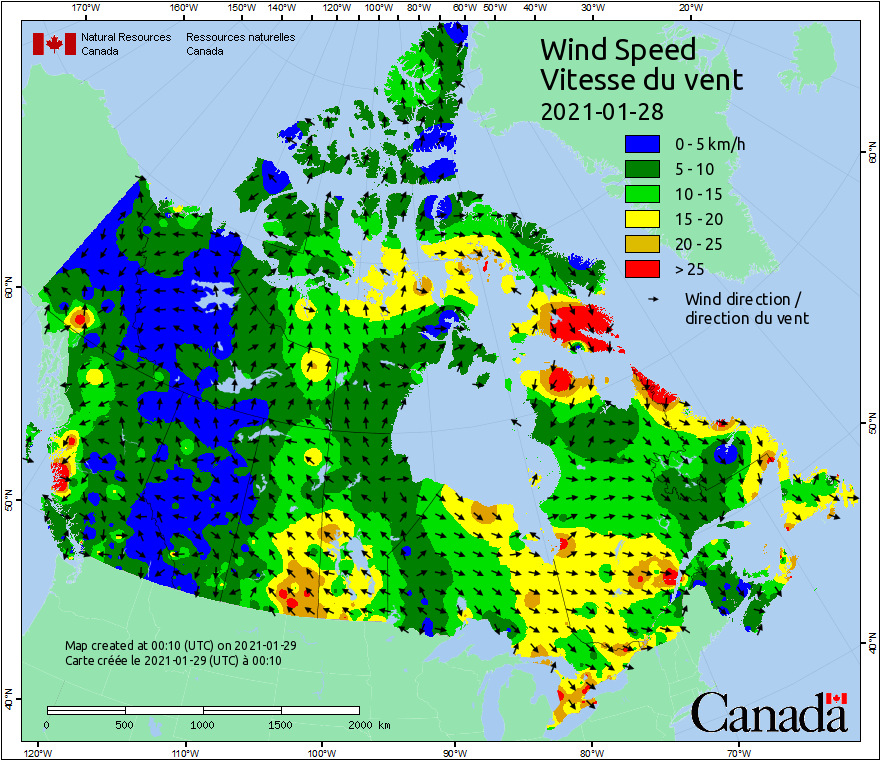 170°W 160°W 150°W 140°W 130°W 120°W 110°W 100°W 90°W 80°W 70°W 60°W 50°W 40°W 30°W 20°W
Natural Resources Canada
Ressources naturelles Canada
Wind Speed
Vitesse du vent
2021-01-28
0 - 5 km/h
5 - 10
10 - 15
15 - 20
20 - 25
> 25
Wind direction /
direction du vent
60°N
50°N
40°N
60°N
50°N
40°N
Map created at 00:10 (UTC) on 2021-01-29
Carte créée le 2021-01-29 (UTC) à 00:10
0 500 1000 1500 2000 km
Canada
120°W 110°W 100°W 90°W 80°W 70°W